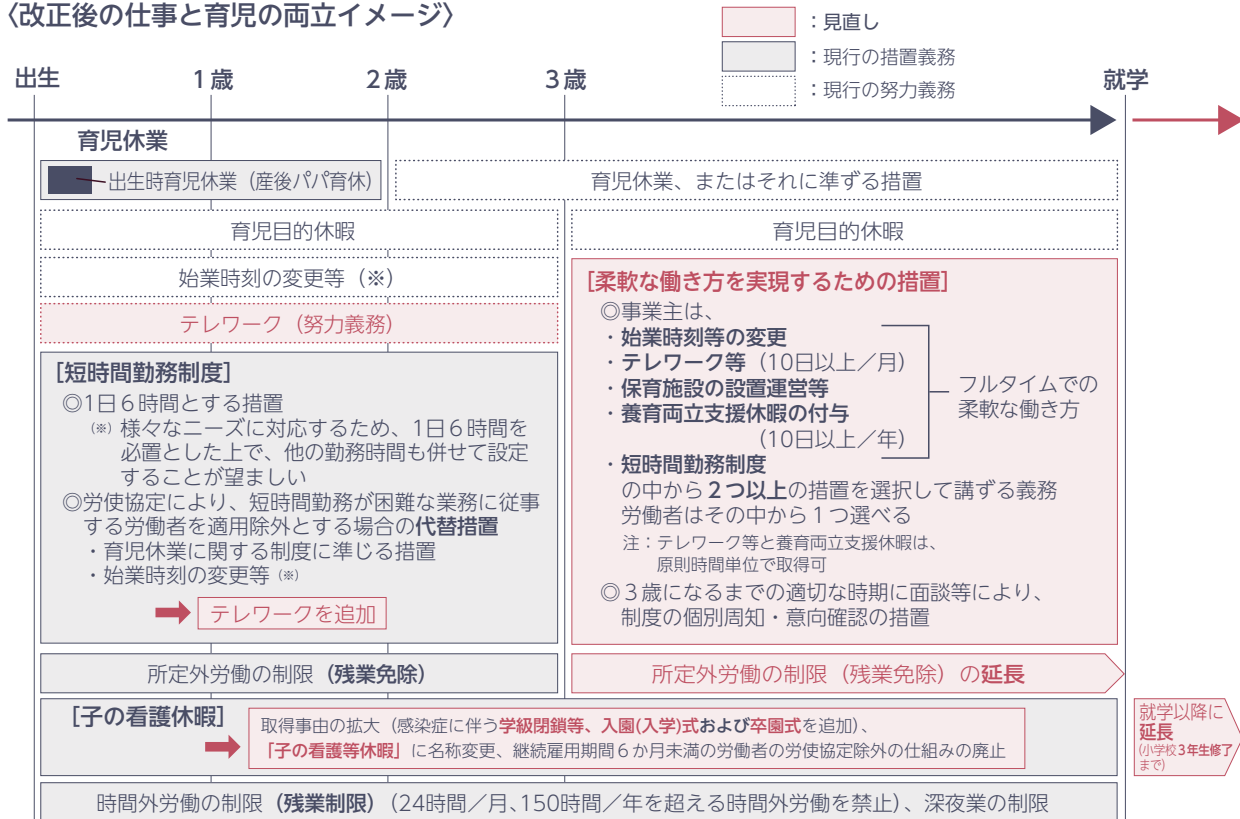 〈改正後の仕事と育児の両立イメージ〉
：見直し
：現行の措置義務
：現行の努力義務
出生
1歳
2歳
3歳
就学
育児休業
出生時育児休業（産後パパ育休）
育児休業、またはそれに準ずる措置
育児目的休暇
育児目的休暇
始業時刻の変更等（※）
テレワーク（努力義務）
［短時間勤務制度］
◎1日６時間とする措置
（※）様々なニーズに対応するため、1日６時間を
必置とした上で、他の勤務時間も併せて設定
することが望ましい
◎労使協定により、短時間勤務が困難な業務に従事
する労働者を適用除外とする場合の代替措置
・育児休業に関する制度に準じる措置
・始業時刻の変更等（※）
テレワークを追加
［柔軟な働き方を実現するための措置］
◎事業主は、
・始業時刻等の変更
・テレワーク等（10日以上／月）
・保育施設の設置運営等
・養育両立支援休暇の付与
（10日以上／年）
フルタイムでの
柔軟な働き方
・短時間勤務制度
の中から２つ以上の措置を選択して講ずる義務
労働者はその中から１つ選べる
注：テレワーク等と養育両立支援休暇は、
原則時間単位で取得可
◎３歳になるまでの適切な時期に面談等により、
制度の個別周知・意向確認の措置
所定外労働の制限（残業免除）
所定外労働の制限（残業免除）の延長
［子の看護休暇］
取得事由の拡大（感染症に伴う学級閉鎖等、入園(入学)式および卒園式を追加）、
「子の看護等休暇」に名称変更、継続雇用期間６か月未満の労働者の労使協定除外の仕組みの廃止
就学以降に
延長
(小学校３年生修了
まで)
時間外労働の制限（残業制限）（24時間／月、150時間／年を超える時間外労働を禁止）、深夜業の制限